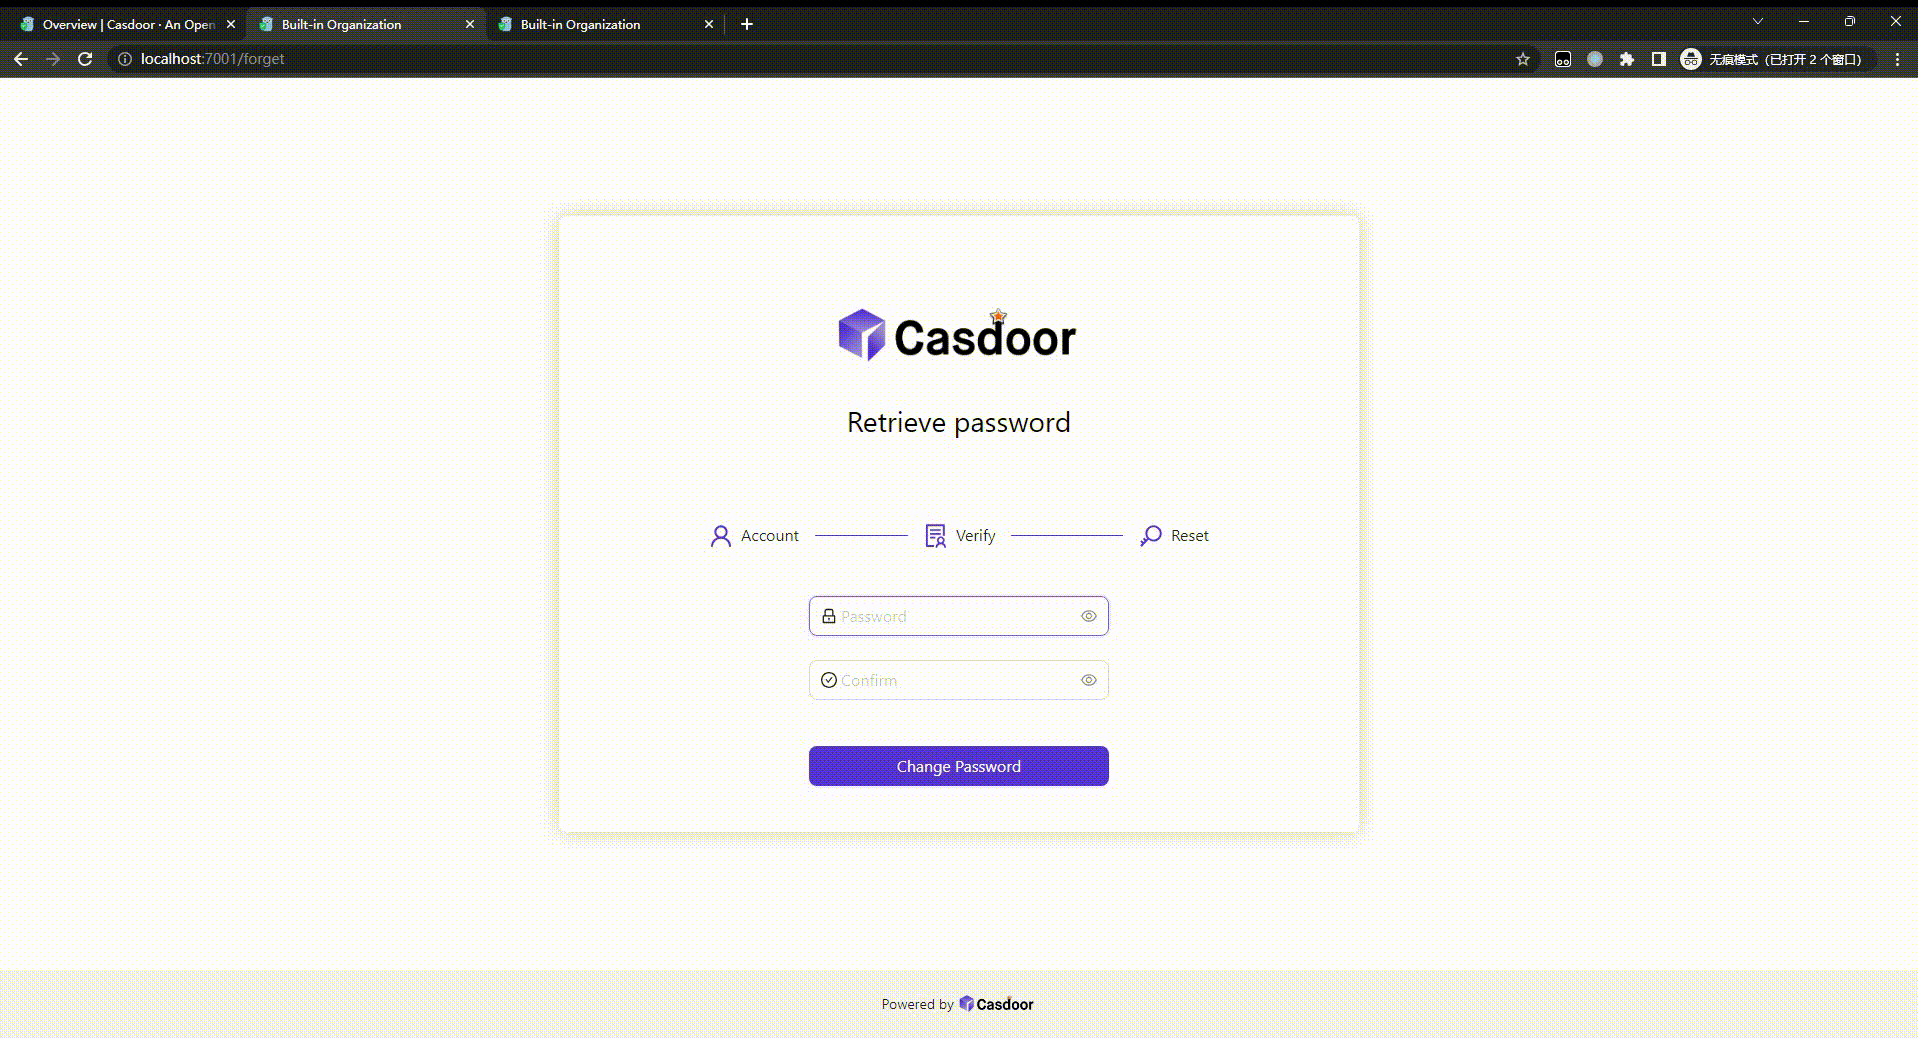 Overview | Casdoor · An Open
Built-in Organization
Built-in Organization
localhost:7001/forget
无痕模式（已打开 2 个窗口）
Casdoor
Retrieve password
Account
Verify
Reset
Password
Confirm
Change Password
Powered by Casdoor